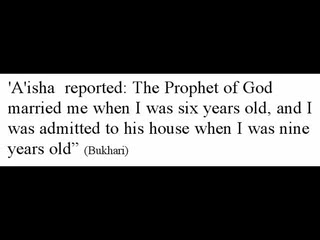 'A'isha  reported: The Prophet of God
married me when I was six years old, and I
was admitted to his house when I was nine
years old” (Bukhari)